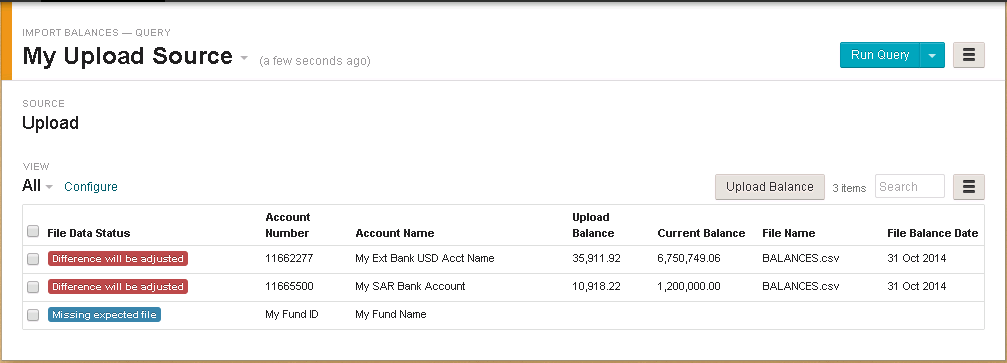 IMPORT BALANCES — QUERY
My Upload Source (a few seconds ago)
Run Query
SOURCE
Upload
VIEW
All Configure
Upload Balance 3 items Search
File Data Status Account Number Account Name Upload Balance Current Balance File Name File Balance Date
Difference will be adjusted 11662277 My Ext Bank USD Acct Name 35,911.92 6,750,749.06 BALANCES.csv 31 Oct 2014
Difference will be adjusted 11665500 My SAR Bank Account 10,918.22 1,200,000.00 BALANCES.csv 31 Oct 2014
Missing expected file My Fund ID My Fund Name